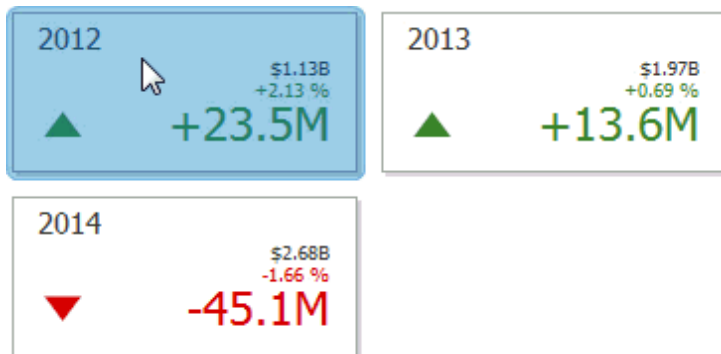 2012
$1.13B
+2.13 %
+23.5M
2013
$1.97B
+0.69 %
+13.6M
2014
$2.68B
-1.66 %
-45.1M